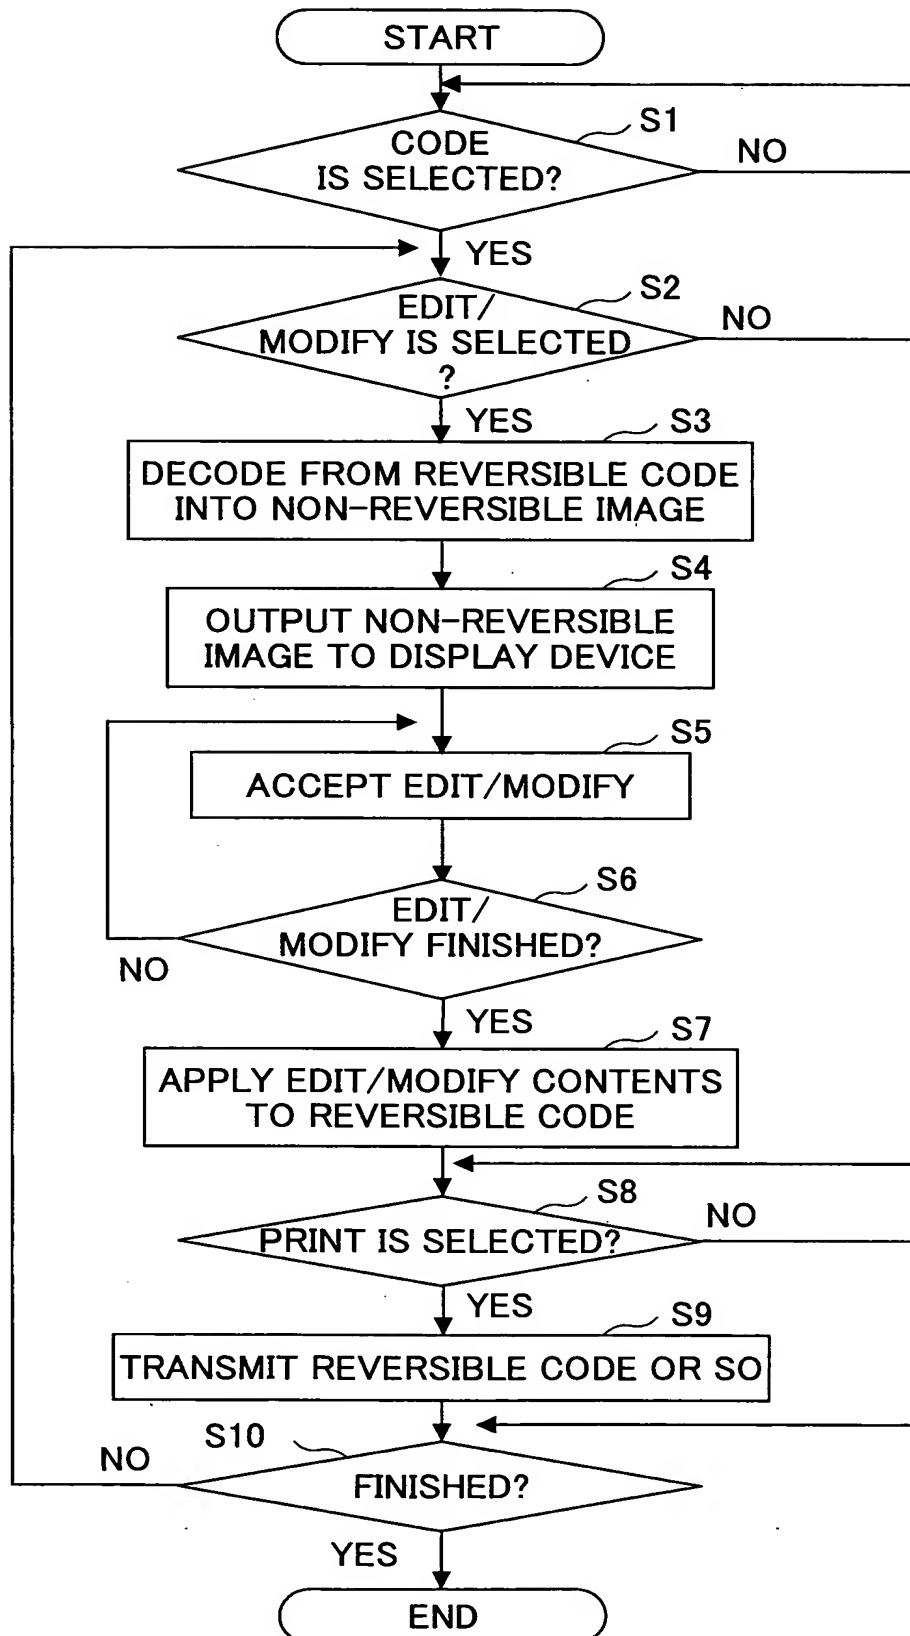 START
S1
CODE
IS SELECTED?
NO
YES
S2
EDIT/
MODIFY IS SELECTED
?
NO
YES
S3
DECODE FROM REVERSIBLE CODE
INTO NON-REVERSIBLE IMAGE
S4
OUTPUT NON-REVERSIBLE
IMAGE TO DISPLAY DEVICE
S5
ACCEPT EDIT/MODIFY
S6
EDIT/
MODIFY FINISHED?
NO
YES
S7
APPLY EDIT/MODIFY CONTENTS
TO REVERSIBLE CODE
S8
PRINT IS SELECTED?
NO
YES
S9
TRANSMIT REVERSIBLE CODE OR SO
S10
FINISHED?
NO
YES
END